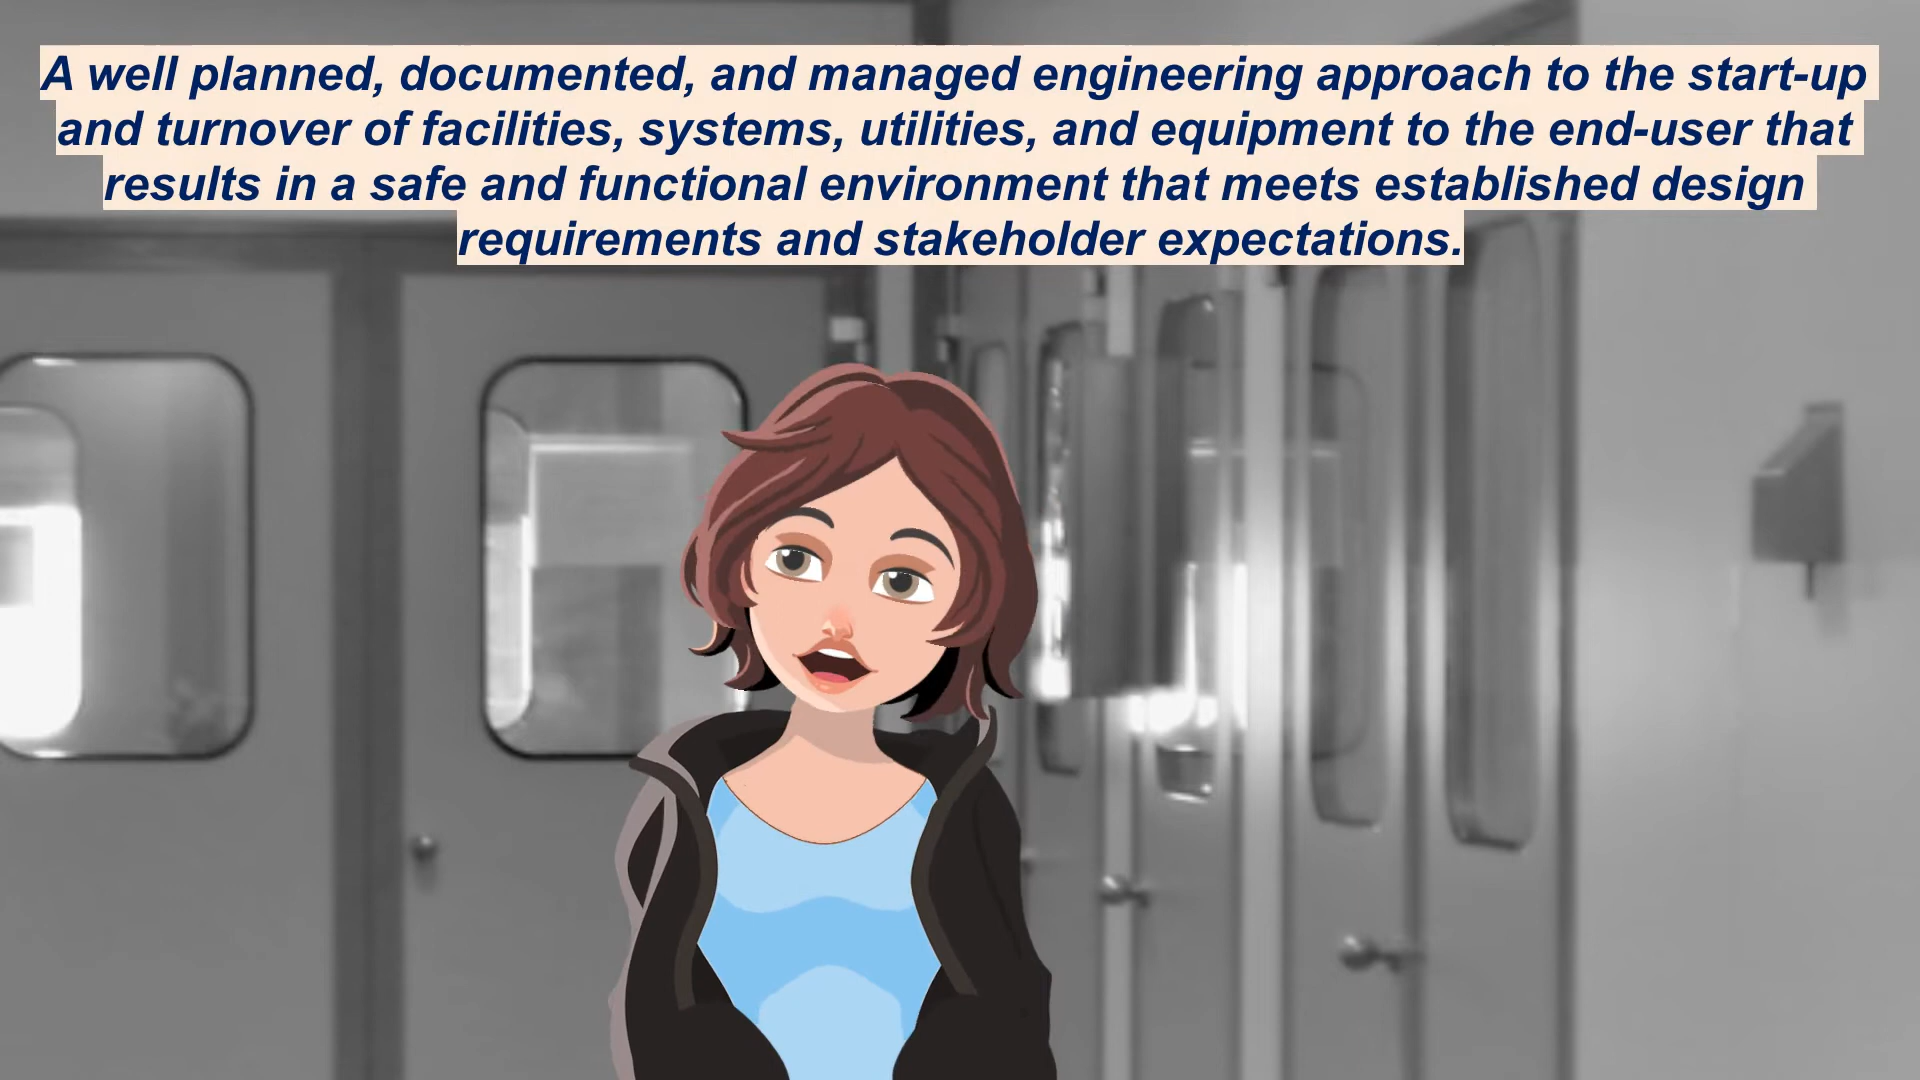 A well planned, documented, and managed engineering approach to the start-up
and turnover of facilities, systems, utilities, and equipment to the end-user that
results in a safe and functional environment that meets established design
requirements and stakeholder expectations.